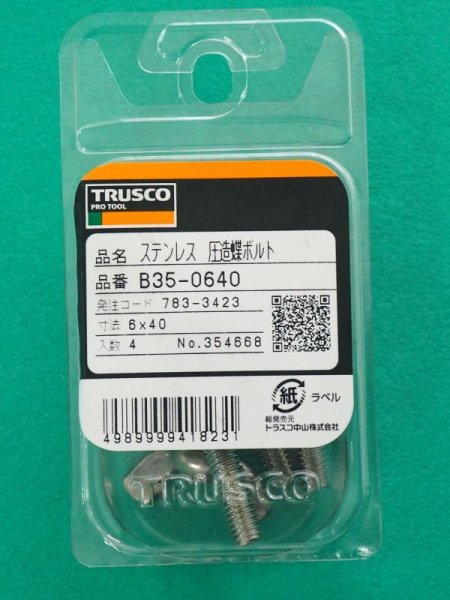 TRUSCO
PRO TOOL
品名 ステンレス 圧造蝶ボルト
品番 B35-0640
発注コード 783-3423
寸法 6×40
入数 4 No.354668
紙 ラベル
総発売元
トラスコ中山株式会社
4989999418231
TRUSCO